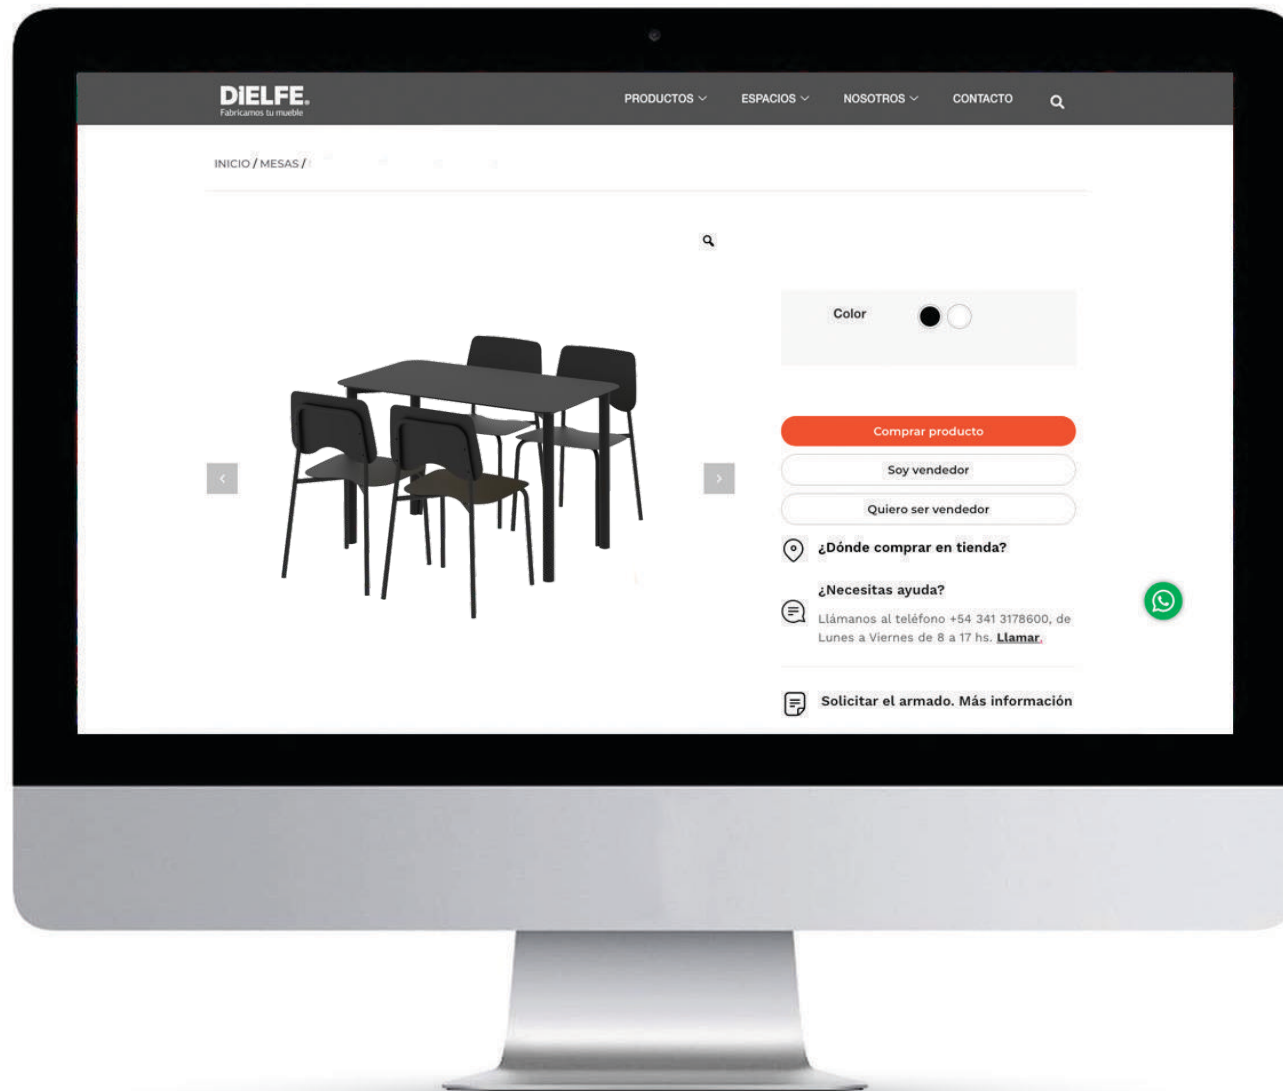 DiELFE®
Fabricamos tu mueble
PRODUCTOS
ESPACIOS
NOSOTROS
CONTACTO
INICIO / MESAS /
Color
Comprar producto
Soy vendedor
Quiero ser vendedor
¿Dónde comprar en tienda?
¿Necesitas ayuda?
Llámanos al teléfono +54 341 3178600, de
Lunes a Viernes de 8 a 17 hs. Llamar.
Solicitar el armado. Más información